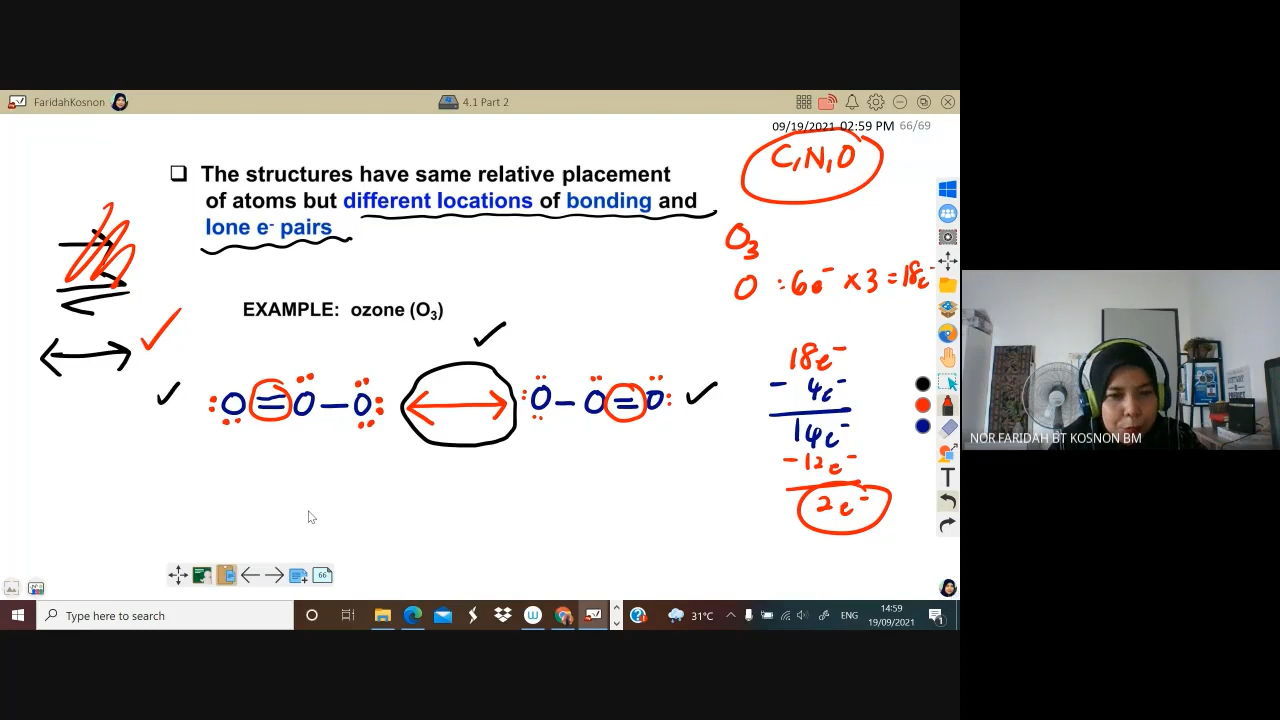 FaridahKosnon
4.1 Part 2
09/19/2021 02:59 PM 66/69
C, N, O
❑ The structures have same relative placement
of atoms but different locations of bonding and
lone e- pairs
O3
O : 6e- × 3 = 18e-
EXAMPLE: ozone (O3)
18e-
- 4e-
14e-
-12e-
2e-
O=O-O ↔ O-O=O
NOR FARIDAH BT KOSNON BM
T
66
Type here to search
31°C
ENG
14:59
19/09/2021
1